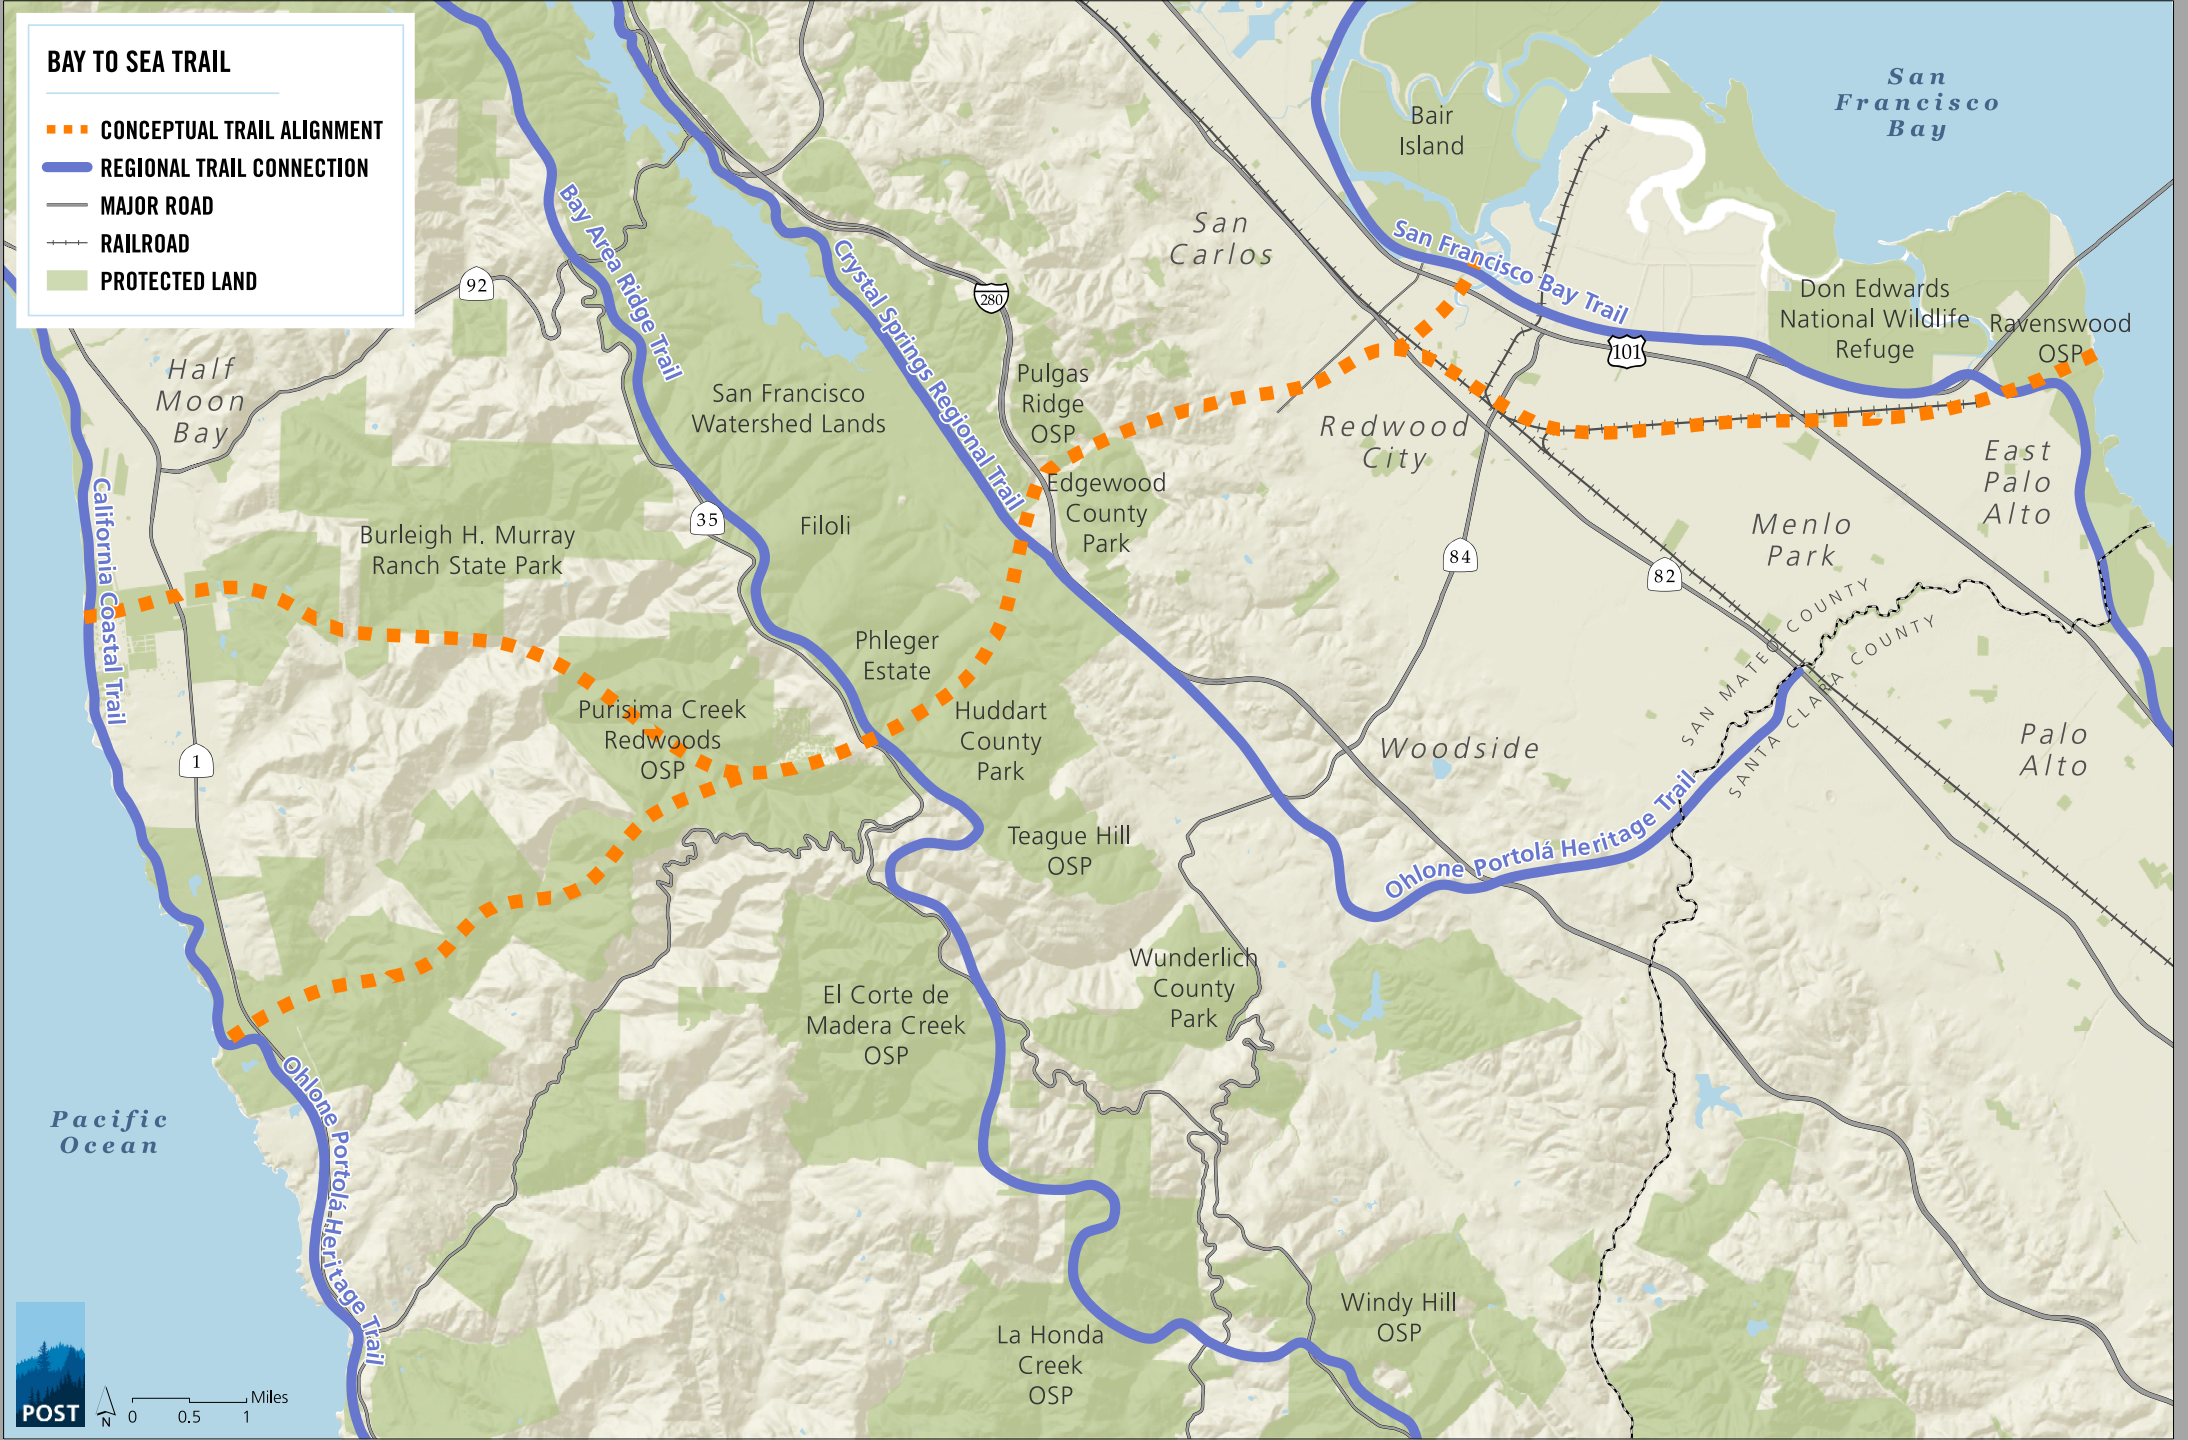 BAY TO SEA TRAIL
CONCEPTUAL TRAIL ALIGNMENT
REGIONAL TRAIL CONNECTION
MAJOR ROAD
RAILROAD
PROTECTED LAND
San
Francisco
Bay
Bair
Island
San
Carlos
San Francisco Bay Trail
Bay Area Ridge Trail
Crystal Springs Regional Trail
92
280
Don Edwards
National Wildlife
Refuge
Ravenswood
OSP
101
Half
Moon
Bay
San Francisco
Watershed Lands
Pulgas
Ridge
OSP
Redwood
City
East
Palo
Alto
Edgewood
County
Park
California Coastal Trail
Burleigh H. Murray
Ranch State Park
35
Filoli
84
82
Menlo
Park
SAN MATEO COUNTY
SANTA CLARA COUNTY
Phleger
Estate
Purisima Creek
Redwoods
OSP
Huddart
County
Park
Woodside
Palo
Alto
1
Teague Hill
OSP
Ohlone Portolá Heritage Trail
El Corte de
Madera Creek
OSP
Wunderlich
County
Park
Pacific
Ocean
Ohlone Portolá Heritage Trail
La Honda
Creek
OSP
Windy Hill
OSP
POST
N
0 0.5 1 Miles